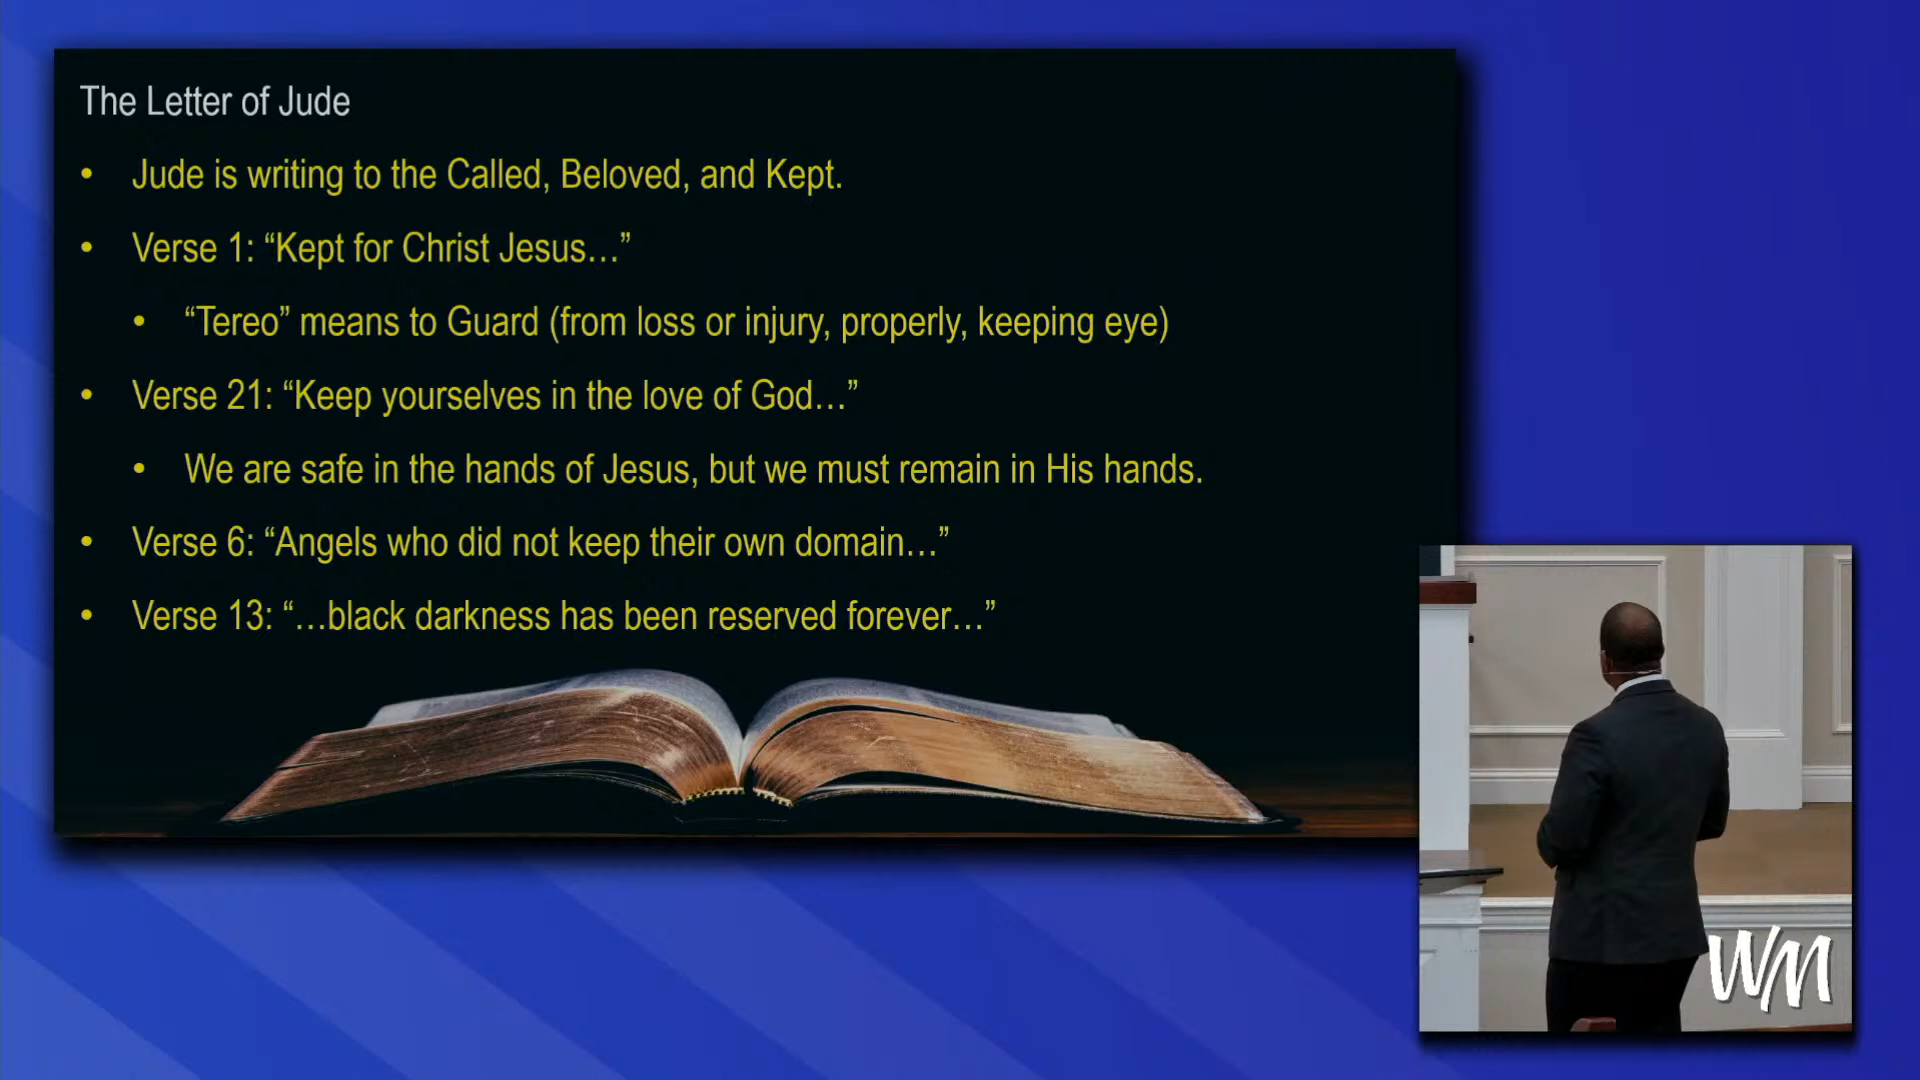 The Letter of Jude
• Jude is writing to the Called, Beloved, and Kept.
• Verse 1: “Kept for Christ Jesus…”
• “Tereo” means to Guard (from loss or injury, properly, keeping eye)
• Verse 21: “Keep yourselves in the love of God…”
• We are safe in the hands of Jesus, but we must remain in His hands.
• Verse 6: “Angels who did not keep their own domain…”
• Verse 13: “…black darkness has been reserved forever…”
WM